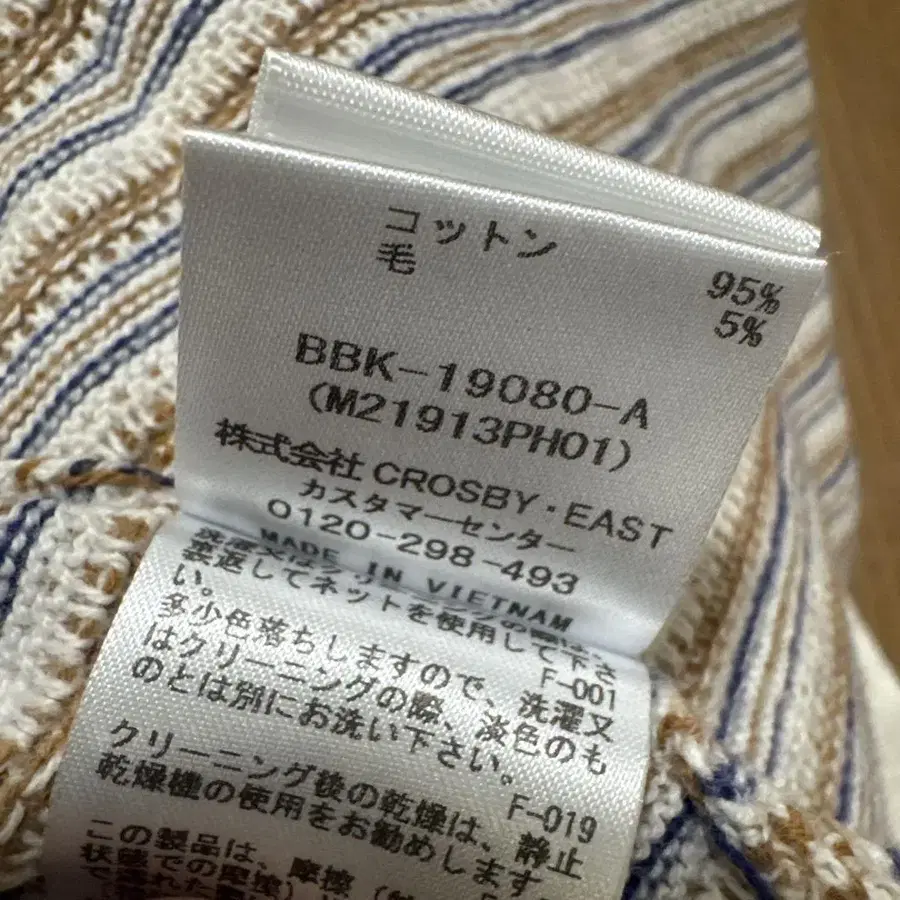 コットン 95%
毛 5%
BBK-19080-A
(M21913PH01)
株式会社 CROSBY・EAST
カスタマーセンター
0120-298-493
MADE IN VIETNAM
裏返してネットを使用して下さ
い。 F-001
多少色落ちしますので、洗濯又
はクリーニングの際、淡色のも
のとは別にお洗い下さい。
F-019
クリーニング後の乾燥は、静止
乾燥機の使用をお勧めします
この製品は、摩擦
状態での摩擦